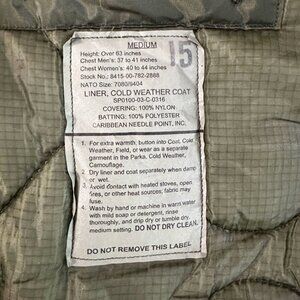 MEDIUM
15
Height: Over 63 inches
Chest Men's: 37 to 41 inches
Chest Women's: 40 to 44 inches
Stock No.: 8415-00-782-2888
NATO Size: 7080/9404
LINER, COLD WEATHER COAT
SP0100-03-C-0316
COVERING: 100% NYLON
BATTING: 100% POLYESTER
CARIBBEAN NEEDLE POINT, INC.
1. For extra warmth, button into Coat, Cold
Weather, Field, or wear as a separate
garment in the Parka, Cold Weather,
Camouflage.
2. Dry liner and coat separately when damp
or wet.
3. Avoid contact with heated stoves, open
fires, or other heat sources; fabric may
fuse.
4. Wash by hand or machine in warm water
with mild soap or detergent, rinse
thoroughly, and drip dry or tumble dry,
medium setting. DO NOT DRY CLEAN.
DO NOT REMOVE THIS LABEL